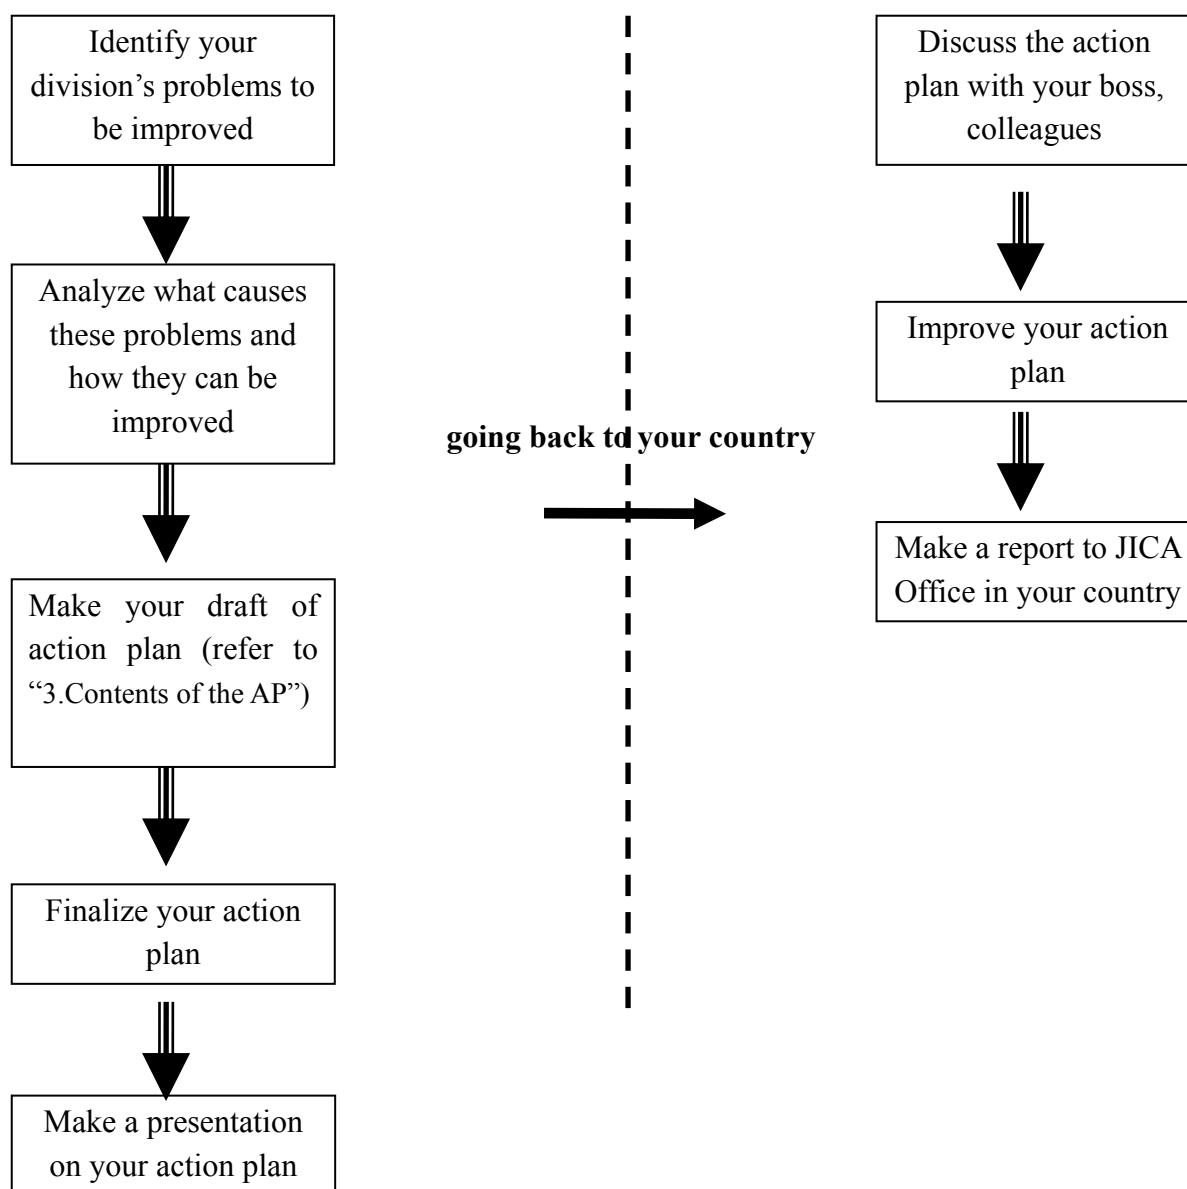 Identify your
division’s problems to
be improved
Analyze what causes
these problems and
how they can be
improved
Make your draft of
action plan (refer to
“3.Contents of the AP”)
Finalize your action
plan
Make a presentation
on your action plan
going back to your country
Discuss the action
plan with your boss,
colleagues
Improve your action
plan
Make a report to JICA
Office in your country